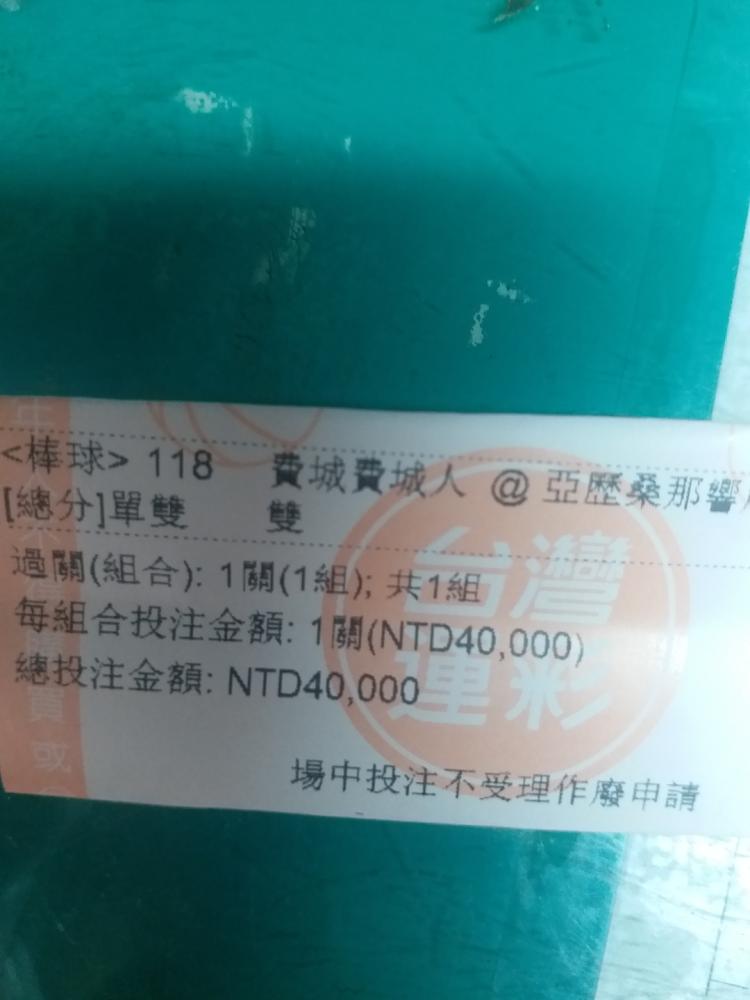 <棒球> 118 費城費城人 @ 亞歷桑那響
[總分]單雙 雙
過關(組合): 1關(1組); 共1組
每組合投注金額: 1關(NTD40,000)
總投注金額: NTD40,000
場中投注不受理作廢申請
台灣
運彩